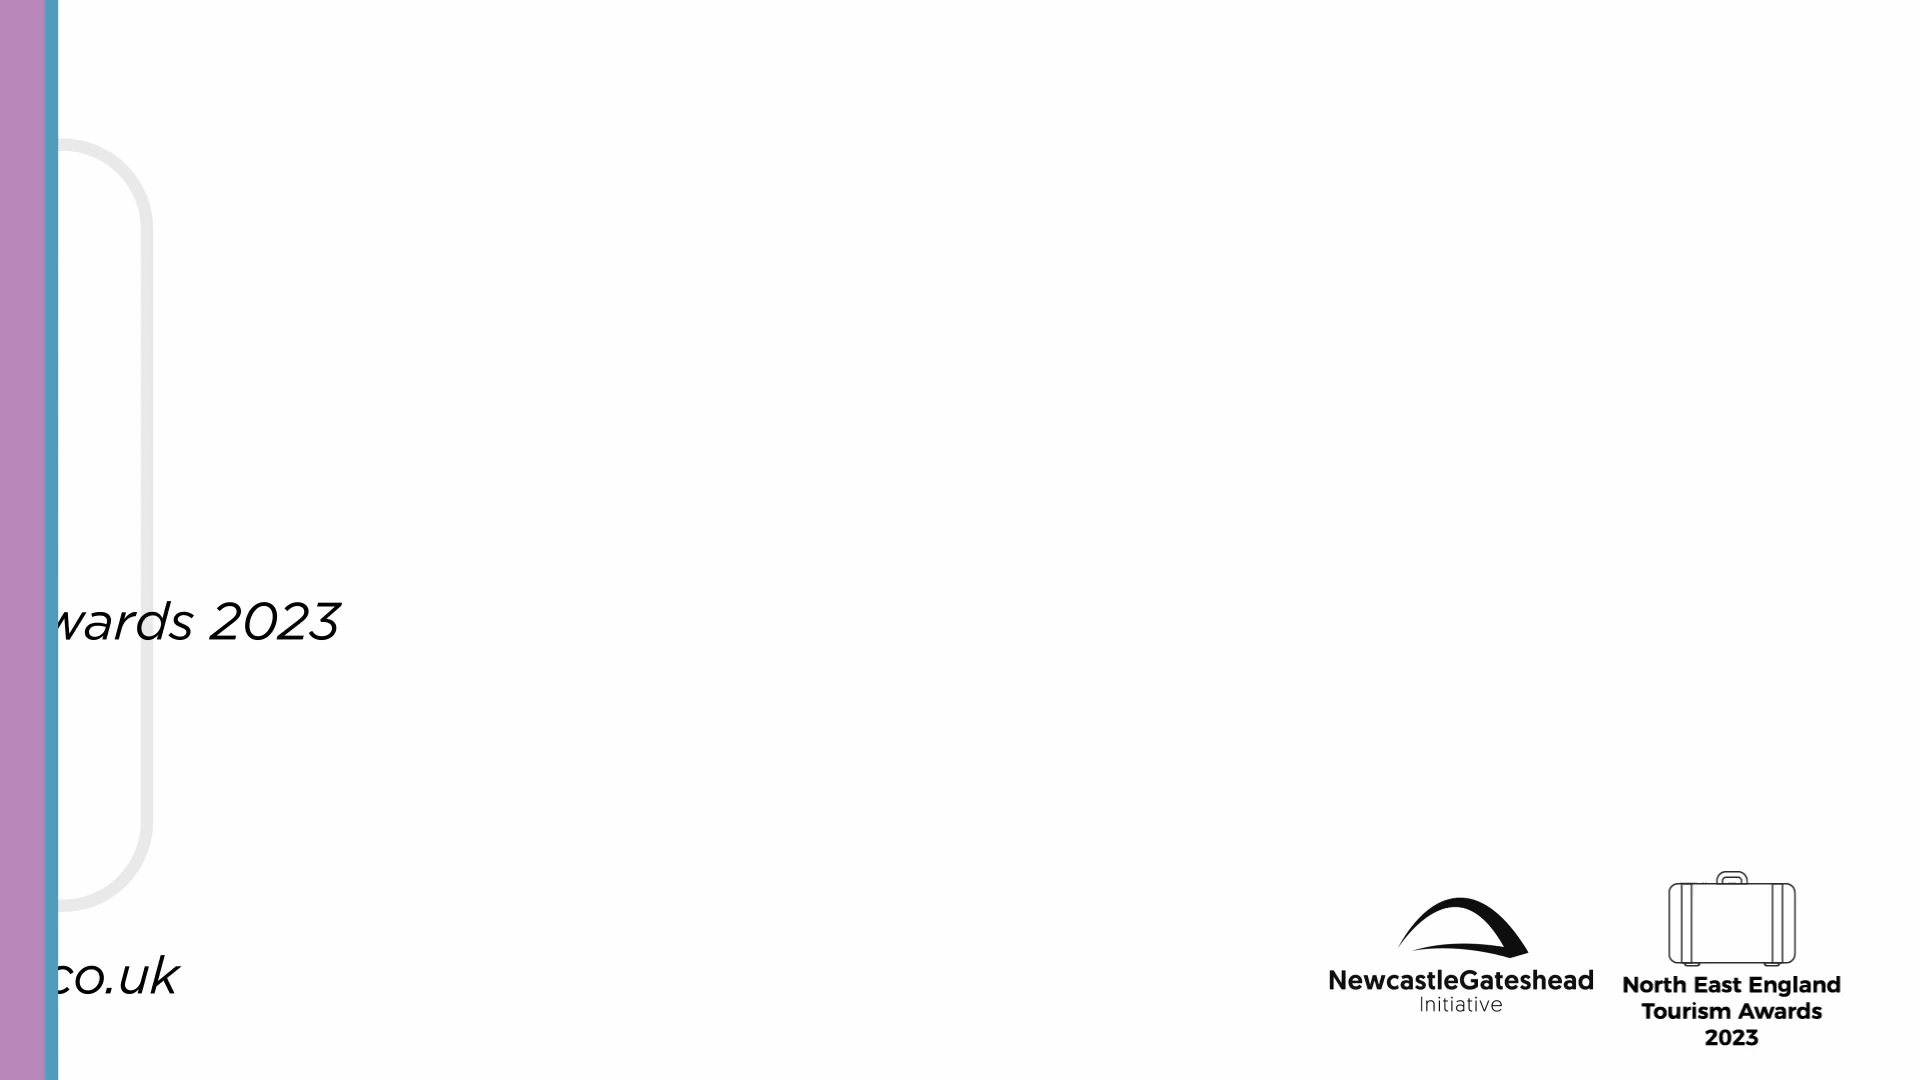 wards 2023
co.uk
NewcastleGateshead
Initiative
North East England
Tourism Awards
2023